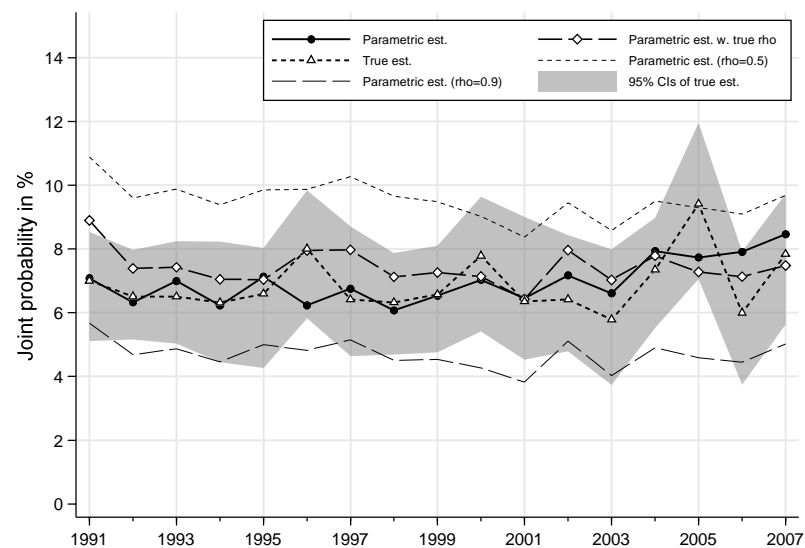 Parametric est.
Parametric est. w. true rho
True est.
Parametric est. (rho=0.5)
Parametric est. (rho=0.9)
95% CIs of true est.
Joint probability in %
14
12
10
8
6
4
2
0
1991 1993 1995 1997 1999 2001 2003 2005 2007